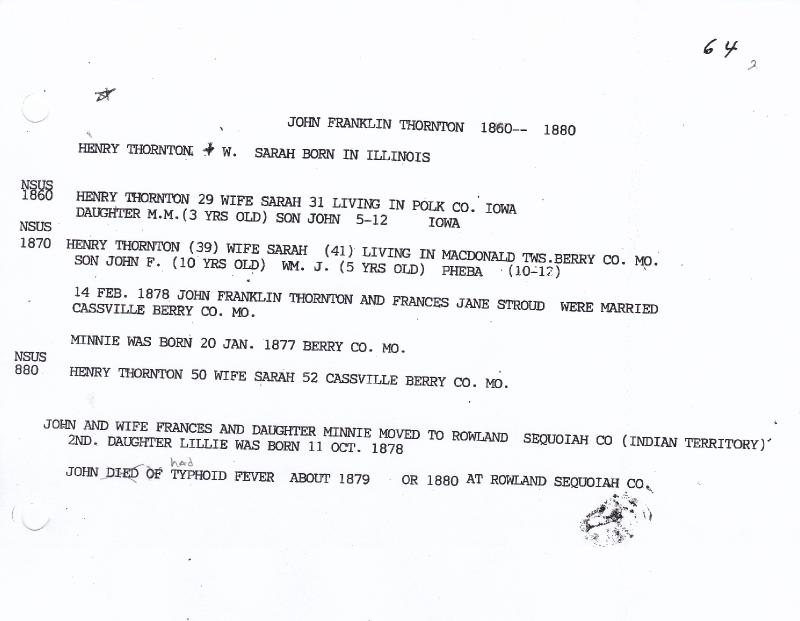 64
2
JOHN FRANKLIN THORNTON 1860-- 1880
HENRY THORNTON & W. SARAH BORN IN ILLINOIS
NSUS
1860 HENRY THORNTON 29 WIFE SARAH 31 LIVING IN POLK CO. IOWA
DAUGHTER M.M.(3 YRS OLD) SON JOHN 5-12 IOWA
NSUS
1870 HENRY THORNTON (39) WIFE SARAH (41) LIVING IN MACDONALD TWS.BERRY CO. MO.
SON JOHN F. (10 YRS OLD) WM. J. (5 YRS OLD) PHEBA (10-12)
14 FEB. 1878 JOHN FRANKLIN THORNTON AND FRANCES JANE STROUD WERE MARRIED
CASSVILLE BERRY CO. MO.
MINNIE WAS BORN 20 JAN. 1877 BERRY CO. MO.
NSUS
880 HENRY THORNTON 50 WIFE SARAH 52 CASSVILLE BERRY CO. MO.
JOHN AND WIFE FRANCES AND DAUGHTER MINNIE MOVED TO ROWLAND SEQUOIAH CO (INDIAN TERRITORY)
2ND. DAUGHTER LILLIE WAS BORN 11 OCT. 1878
had
JOHN DIED OF TYPHOID FEVER ABOUT 1879 OR 1880 AT ROWLAND SEQUOIAH CO.